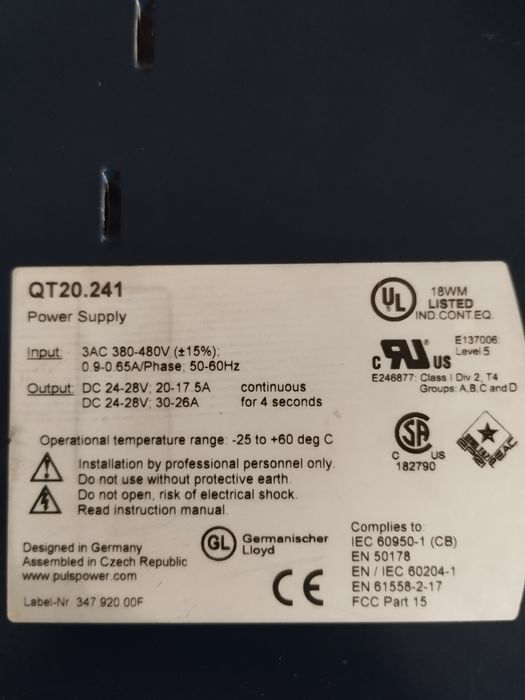 QT20.241
Power Supply
Input: 3AC 380-480V (±15%);
0.9-0.65A/Phase; 50-60Hz
Output: DC 24-28V; 20-17.5A continuous
DC 24-28V; 30-26A for 4 seconds
Operational temperature range: -25 to +60 deg C
Installation by professional personnel only.
Do not use without protective earth.
Do not open, risk of electrical shock.
Read instruction manual.
Designed in Germany
Assembled in Czech Republic
www.pulspower.com
Label-Nr 347 920 00F
GL Germanischer
Lloyd
CE
UL 18WM
LISTED
IND.CONT.EQ.
C UR US E137006:
Level 5
E246877: Class I Div 2, T4
Groups: A,B,C and D
SA
C US
182790
PEAC
Complies to:
IEC 60950-1 (CB)
EN 50178
EN / IEC 60204-1
EN 61558-2-17
FCC Part 15